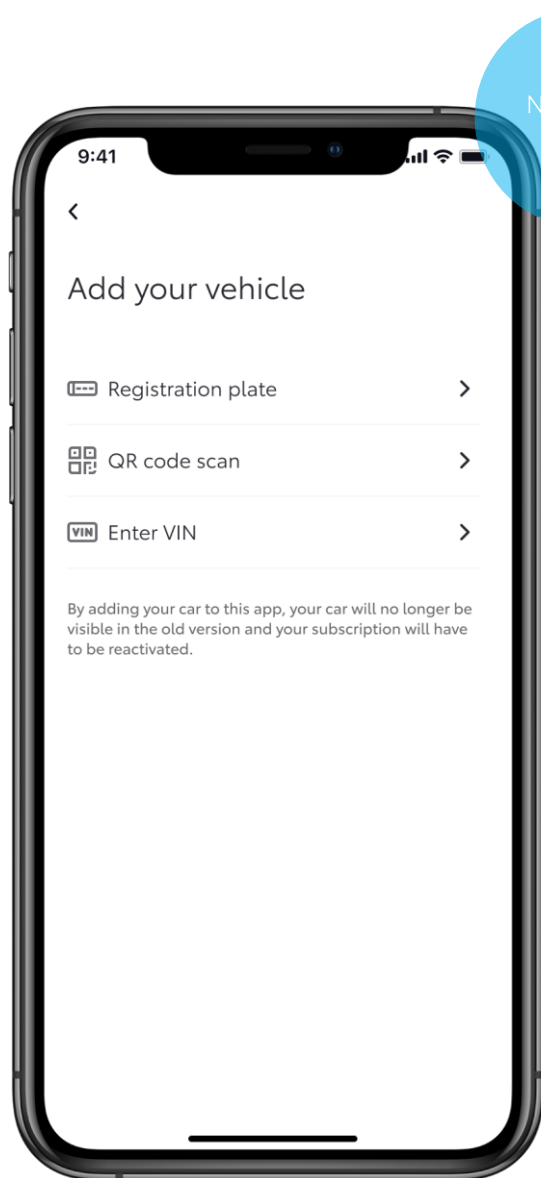 9:41
Add your vehicle
Registration plate
QR code scan
VIN Enter VIN
By adding your car to this app, your car will no longer be
visible in the old version and your subscription will have
to be reactivated.